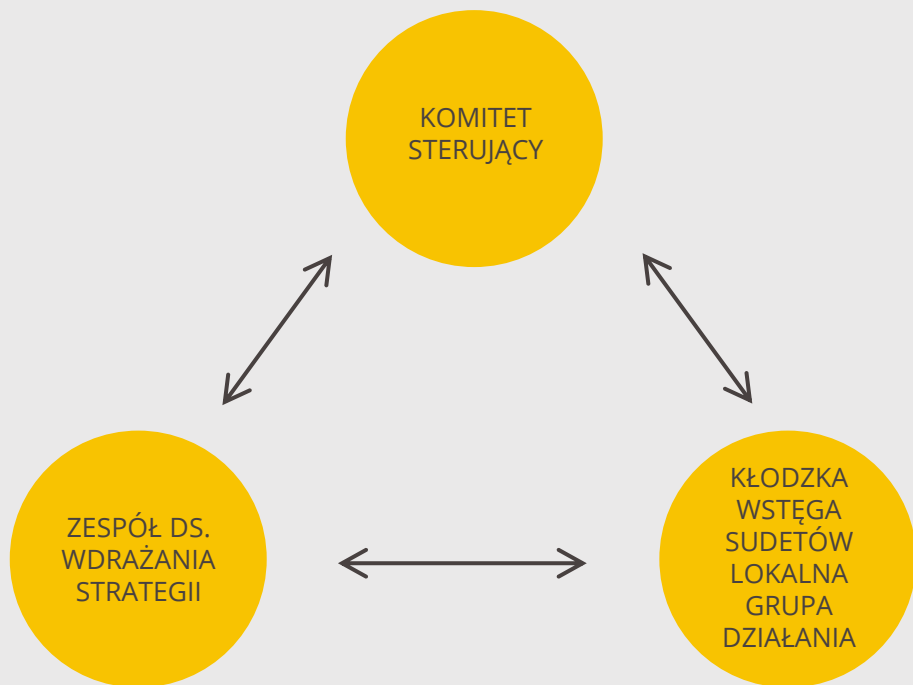 KOMITET
STERUJĄCY
ZESPÓŁ DS.
WDRAŻANIA
STRATEGII
KŁODZKA
WSTĘGA
SUDETÓW
LOKALNA
GRUPA
DZIAŁANIA